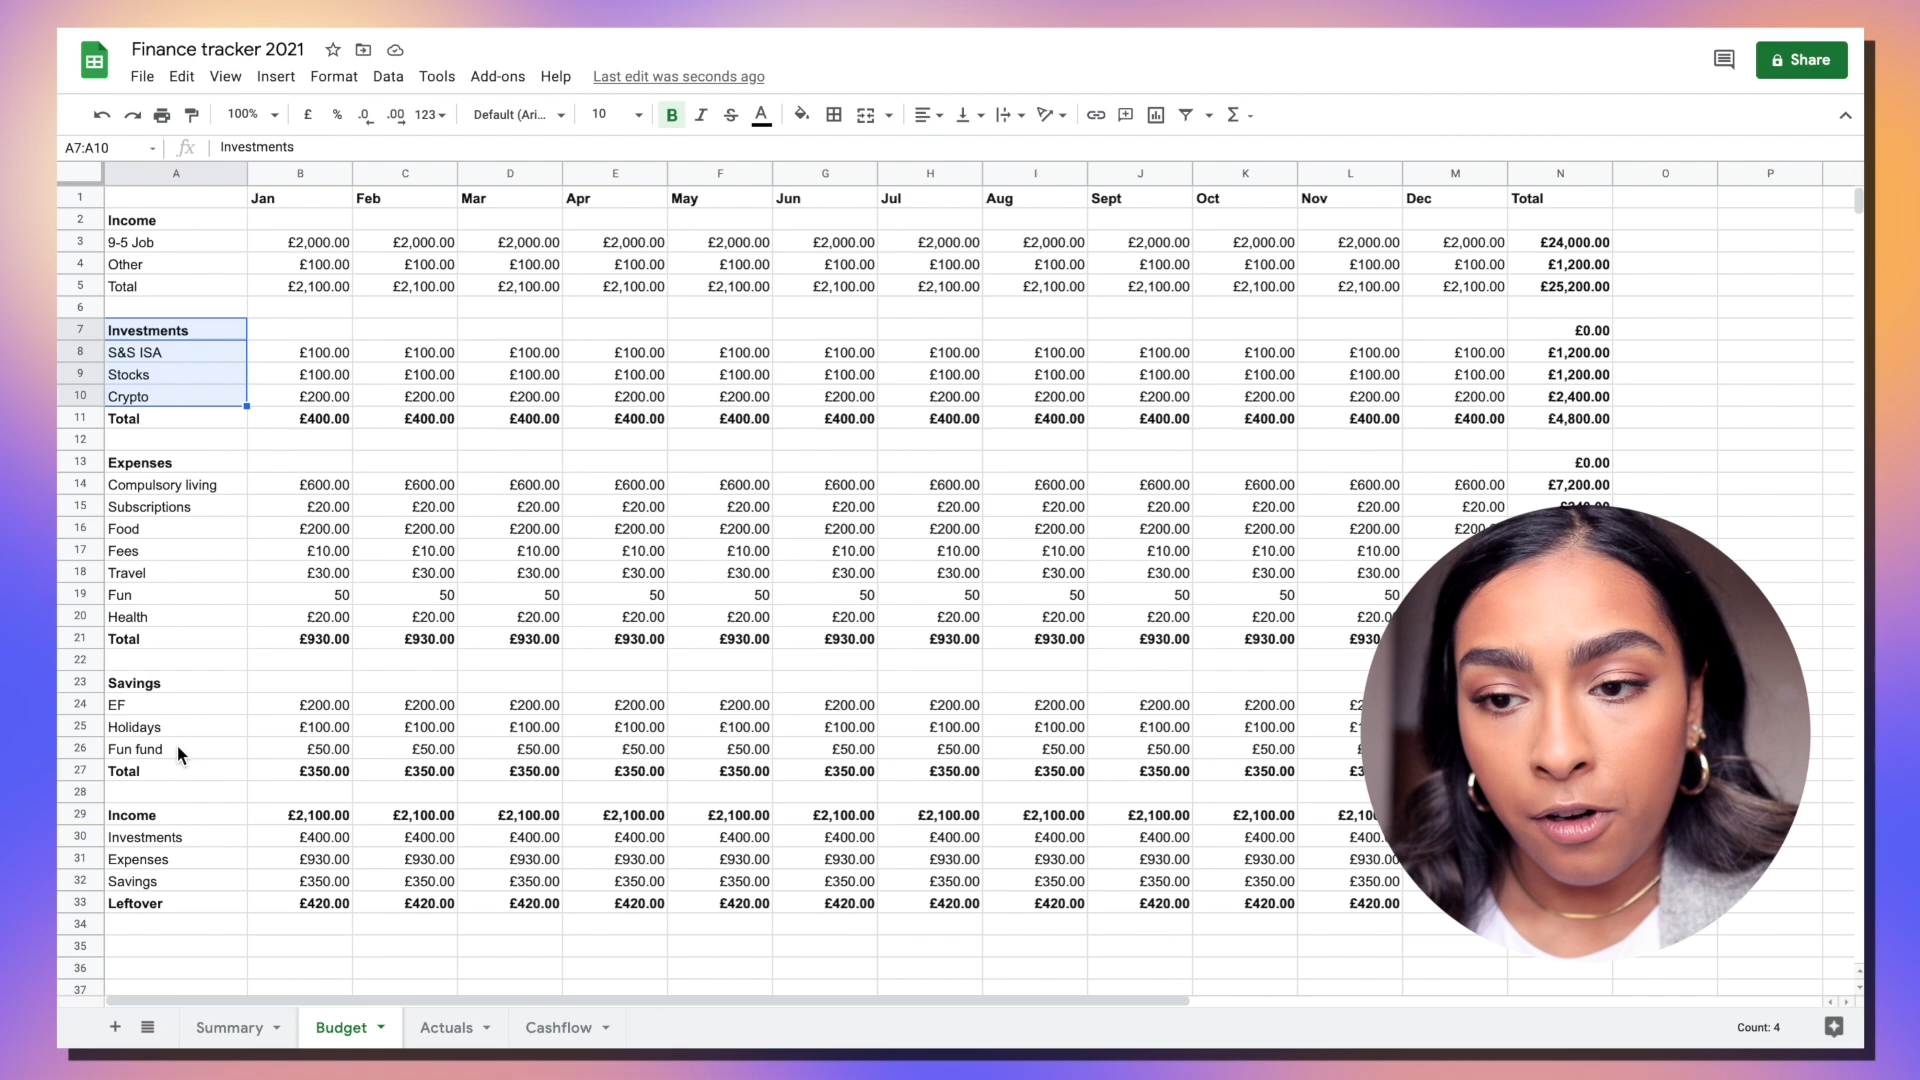 Finance tracker 2021
File Edit View Insert Format Data Tools Add-ons Help Last edit was seconds ago
Share
100% £ % .0 .00 123 Default (Ari... 10 B I S A Σ
A7:A10 fx Investments
A B C D E F G H I J K L M N O P
1 Jan Feb Mar Apr May Jun Jul Aug Sept Oct Nov Dec Total
2 Income
3 9-5 Job £2,000.00 £2,000.00 £2,000.00 £2,000.00 £2,000.00 £2,000.00 £2,000.00 £2,000.00 £2,000.00 £2,000.00 £2,000.00 £2,000.00 £24,000.00
4 Other £100.00 £100.00 £100.00 £100.00 £100.00 £100.00 £100.00 £100.00 £100.00 £100.00 £100.00 £100.00 £1,200.00
5 Total £2,100.00 £2,100.00 £2,100.00 £2,100.00 £2,100.00 £2,100.00 £2,100.00 £2,100.00 £2,100.00 £2,100.00 £2,100.00 £2,100.00 £25,200.00
6
7 Investments £0.00
8 S&S ISA £100.00 £100.00 £100.00 £100.00 £100.00 £100.00 £100.00 £100.00 £100.00 £100.00 £100.00 £100.00 £1,200.00
9 Stocks £100.00 £100.00 £100.00 £100.00 £100.00 £100.00 £100.00 £100.00 £100.00 £100.00 £100.00 £100.00 £1,200.00
10 Crypto £200.00 £200.00 £200.00 £200.00 £200.00 £200.00 £200.00 £200.00 £200.00 £200.00 £200.00 £200.00 £2,400.00
11 Total £400.00 £400.00 £400.00 £400.00 £400.00 £400.00 £400.00 £400.00 £400.00 £400.00 £400.00 £400.00 £4,800.00
12
13 Expenses £0.00
14 Compulsory living £600.00 £600.00 £600.00 £600.00 £600.00 £600.00 £600.00 £600.00 £600.00 £600.00 £600.00 £600.00 £7,200.00
15 Subscriptions £20.00 £20.00 £20.00 £20.00 £20.00 £20.00 £20.00 £20.00 £20.00 £20.00 £20.00 £20.00
16 Food £200.00 £200.00 £200.00 £200.00 £200.00 £200.00 £200.00 £200.00 £200.00 £200.00 £200.00 £200
17 Fees £10.00 £10.00 £10.00 £10.00 £10.00 £10.00 £10.00 £10.00 £10.00 £10.00 £10.00
18 Travel £30.00 £30.00 £30.00 £30.00 £30.00 £30.00 £30.00 £30.00 £30.00 £30.00 £30.00
19 Fun 50 50 50 50 50 50 50 50 50 50 50
20 Health £20.00 £20.00 £20.00 £20.00 £20.00 £20.00 £20.00 £20.00 £20.00 £20.00 £20.0
21 Total £930.00 £930.00 £930.00 £930.00 £930.00 £930.00 £930.00 £930.00 £930.00 £930.00 £930
22
23 Savings
24 EF £200.00 £200.00 £200.00 £200.00 £200.00 £200.00 £200.00 £200.00 £200.00 £200.00 £2
25 Holidays £100.00 £100.00 £100.00 £100.00 £100.00 £100.00 £100.00 £100.00 £100.00 £100.00
26 Fun fund £50.00 £50.00 £50.00 £50.00 £50.00 £50.00 £50.00 £50.00 £50.00 £50.00
27 Total £350.00 £350.00 £350.00 £350.00 £350.00 £350.00 £350.00 £350.00 £350.00 £350.00 £3
28
29 Income £2,100.00 £2,100.00 £2,100.00 £2,100.00 £2,100.00 £2,100.00 £2,100.00 £2,100.00 £2,100.00 £2,100.00 £2,10
30 Investments £400.00 £400.00 £400.00 £400.00 £400.00 £400.00 £400.00 £400.00 £400.00 £400.00 £400.
31 Expenses £930.00 £930.00 £930.00 £930.00 £930.00 £930.00 £930.00 £930.00 £930.00 £930.00 £930.00
32 Savings £350.00 £350.00 £350.00 £350.00 £350.00 £350.00 £350.00 £350.00 £350.00 £350.00 £350.00
33 Leftover £420.00 £420.00 £420.00 £420.00 £420.00 £420.00 £420.00 £420.00 £420.00 £420.00 £420.00
34
35
36
37
+ Summary Budget Actuals Cashflow Count: 4